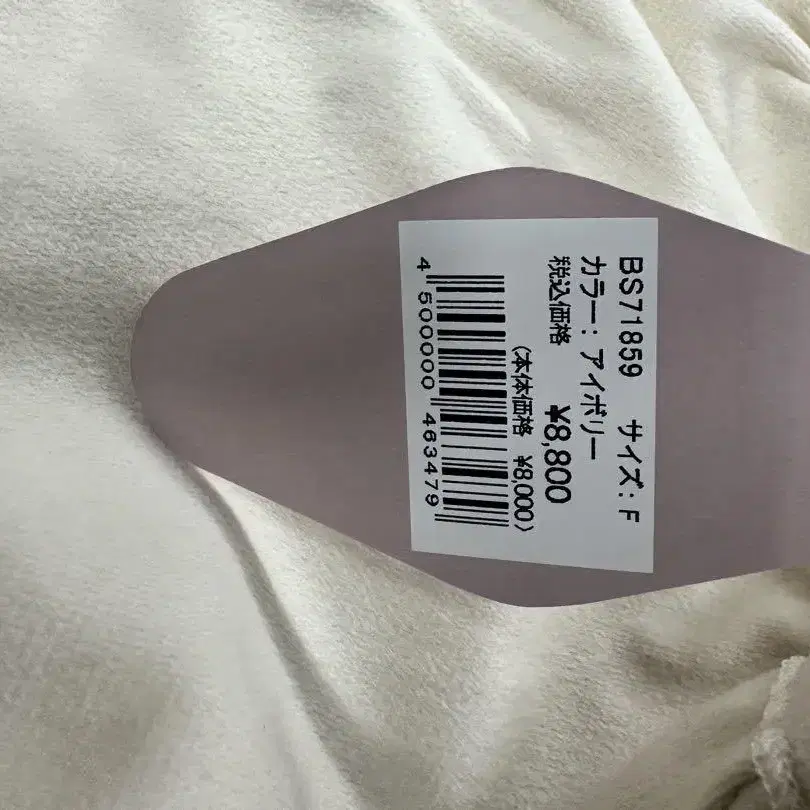 BS71859 サイズ: F
カラー: アイボリー
税込価格 ¥8,800
(本体価格 ¥8,000)
4 500000 463479